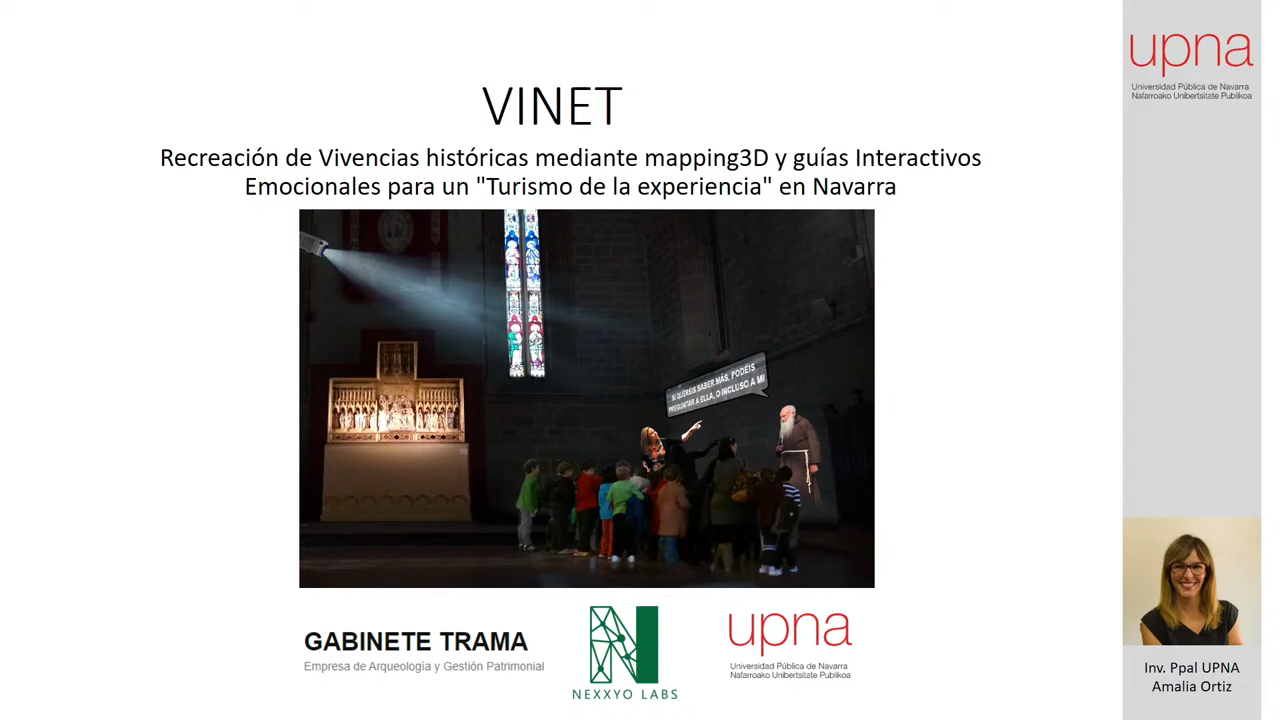 VINET
Recreación de Vivencias históricas mediante mapping3D y guías Interactivos
Emocionales para un "Turismo de la experiencia" en Navarra
SI QUERÉIS SABER MÁS, PODÉIS
PREGUNTAR A ELLA, O INCLUSO A MI
GABINETE TRAMA
Empresa de Arqueología y Gestión Patrimonial
NEXXYO LABS
upna
Universidad Pública de Navarra
Nafarroako Unibertsitate Publikoa
upna
Universidad Pública de Navarra
Nafarroako Unibertsitate Publikoa
Inv. Ppal UPNA
Amalia Ortiz